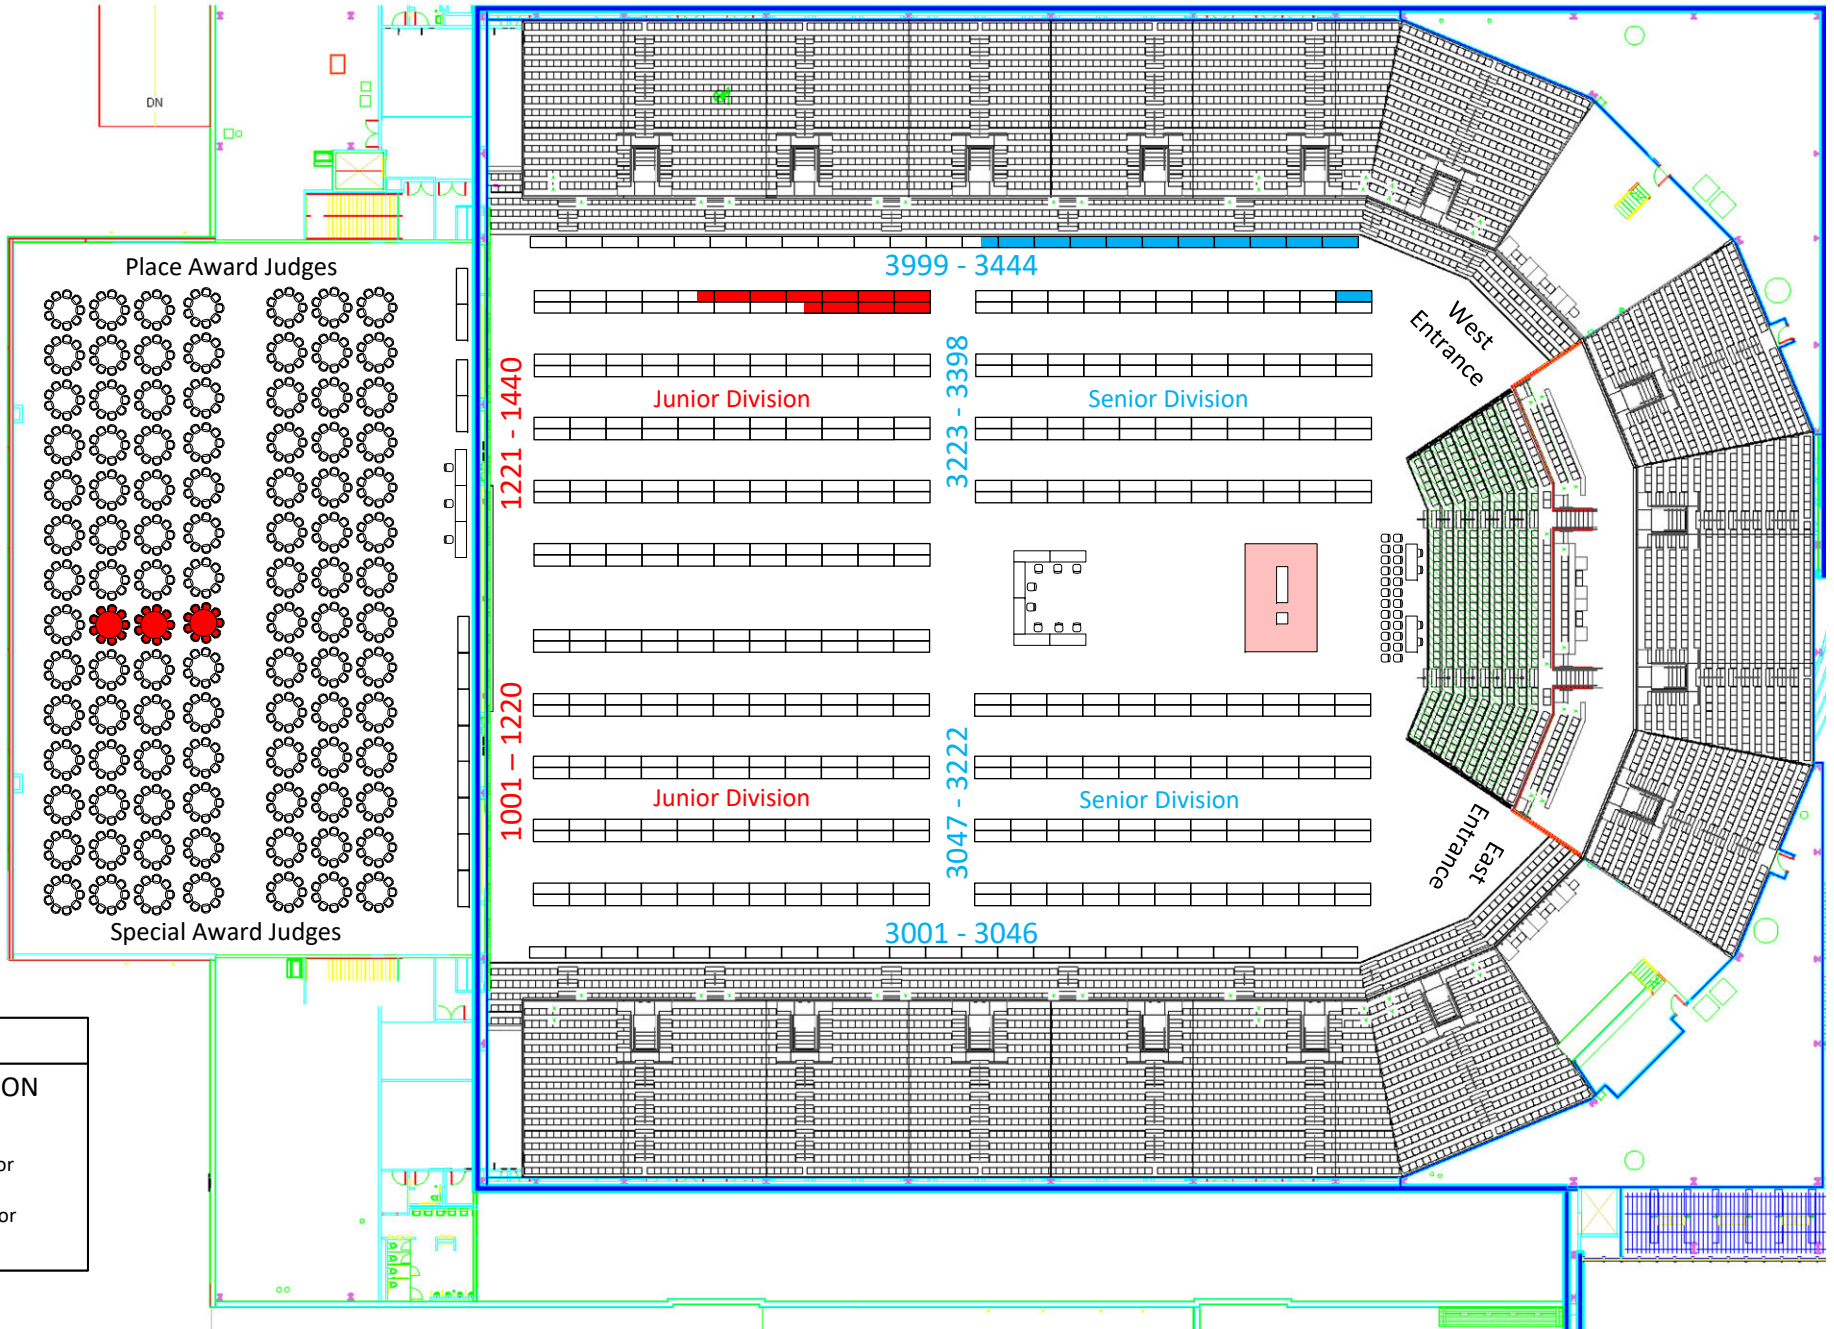 DN
Place Award Judges
3999 - 3444
West
Entrance
1221 - 1440
3223 - 3398
Junior Division
Senior Division
1001 – 1220
3047 - 3222
Junior Division
Senior Division
East
Entrance
Special Award Judges
3001 - 3046
ON
or
or